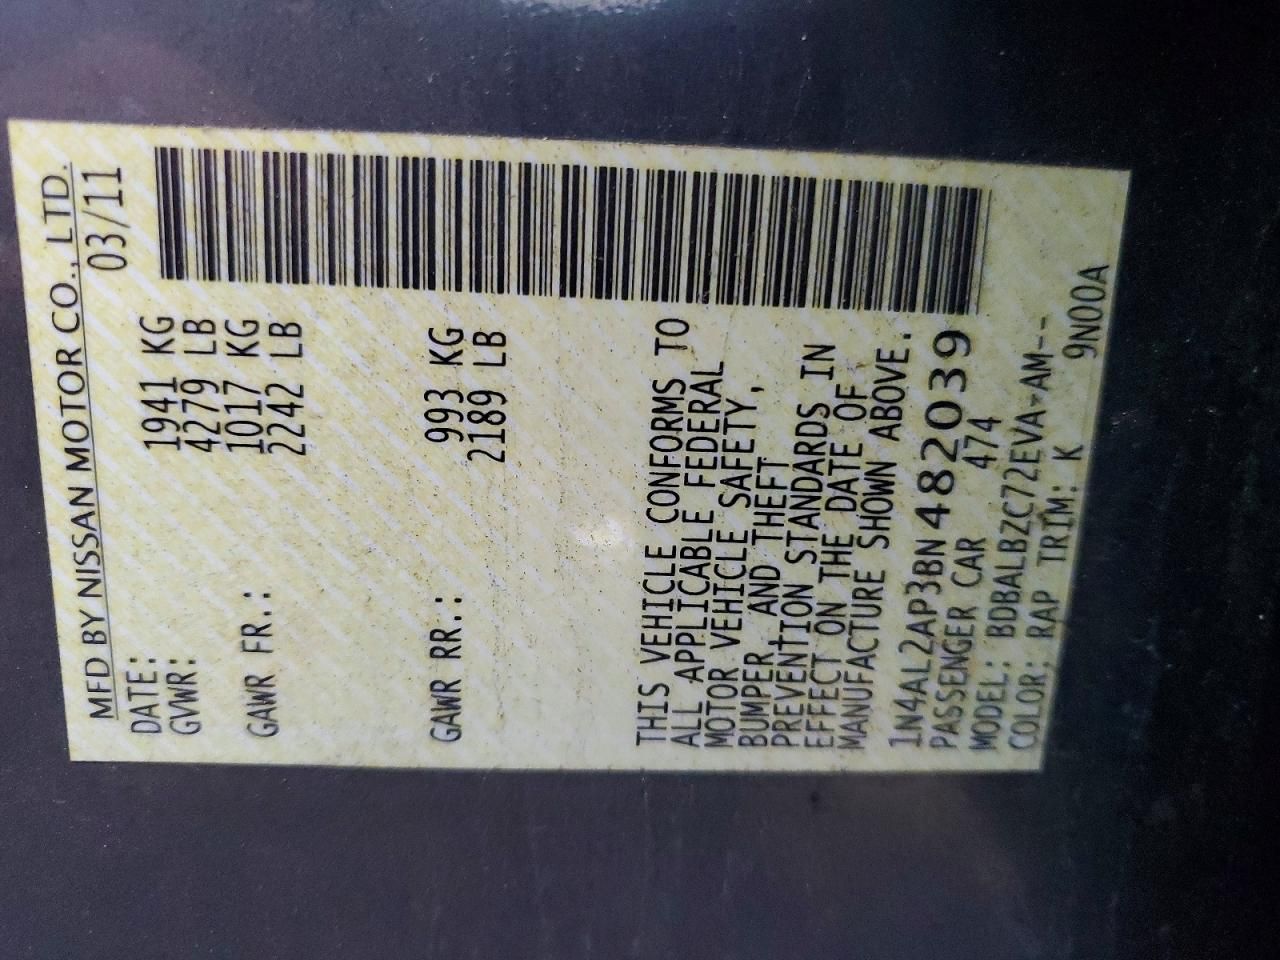 MFD BY NISSAN MOTOR CO., LTD.
DATE: 03/11
GVWR: 1941 KG
4279 LB
GAWR FR.: 1017 KG
2242 LB
GAWR RR.: 993 KG
2189 LB
THIS VEHICLE CONFORMS TO
ALL APPLICABLE FEDERAL
MOTOR VEHICLE SAFETY,
BUMPER, AND THEFT
PREVENTION STANDARDS IN
EFFECT ON THE DATE OF
MANUFACTURE SHOWN ABOVE.
1N4AL2AP3BN482039
PASSENGER CAR 474
MODEL: BDBALBZC72EVA-AM--
COLOR: RAP TRIM: K 9N00A